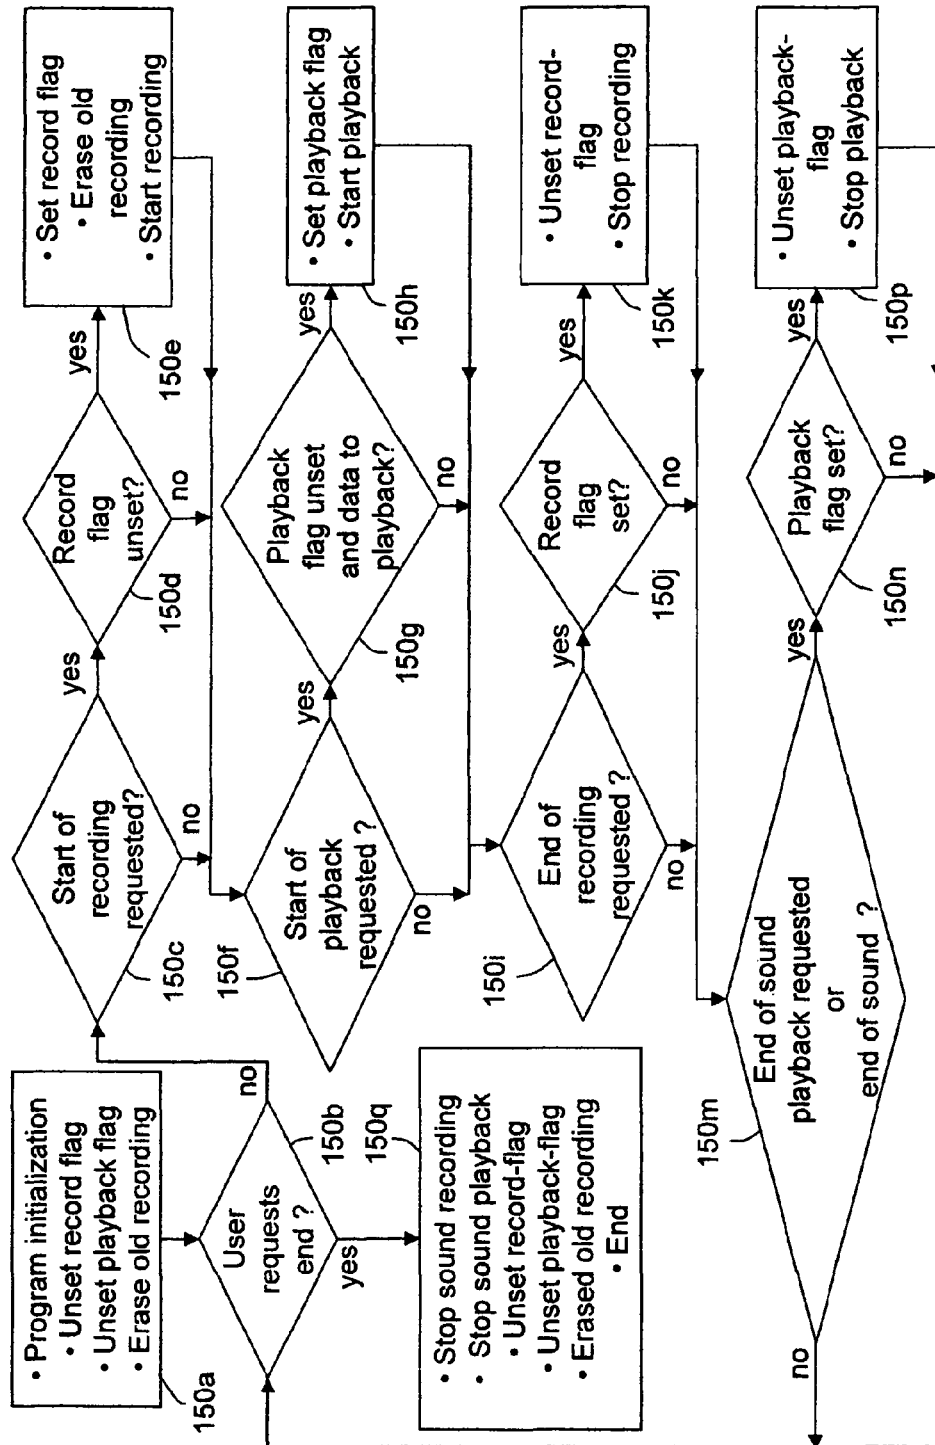 • Program initialization
• Unset record flag
• Unset playback flag
• Erase old recording
150a
User
requests
end ?
150b
no
yes
150q
• Stop sound recording
• Stop sound playback
• Unset record-flag
• Unset playback-flag
• Erased old recording
• End
Start of
recording
requested?
150c
yes
no
Record
flag
unset?
150d
yes
no
• Set record flag
• Erase old
recording
• Start recording
150e
Start of
playback
requested ?
150f
yes
no
Playback
flag unset
and data to
playback?
150g
yes
no
• Set playback flag
• Start playback
150h
End of
recording
requested ?
150i
yes
no
Record
flag
set?
150j
yes
no
• Unset record-
flag
• Stop recording
150k
End of sound
playback requested
or
end of sound ?
150m
yes
no
Playback
flag set?
150n
yes
no
• Unset playback-
flag
• Stop playback
150p